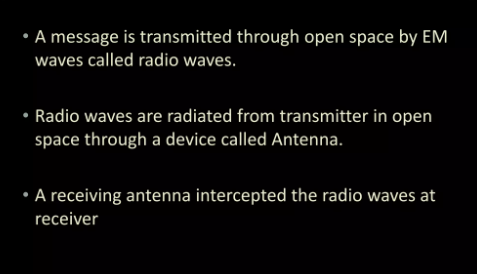 • A message is transmitted through open space by EM
waves called radio waves.
• Radio waves are radiated from transmitter in open
space through a device called Antenna.
• A receiving antenna intercepted the radio waves at
receiver